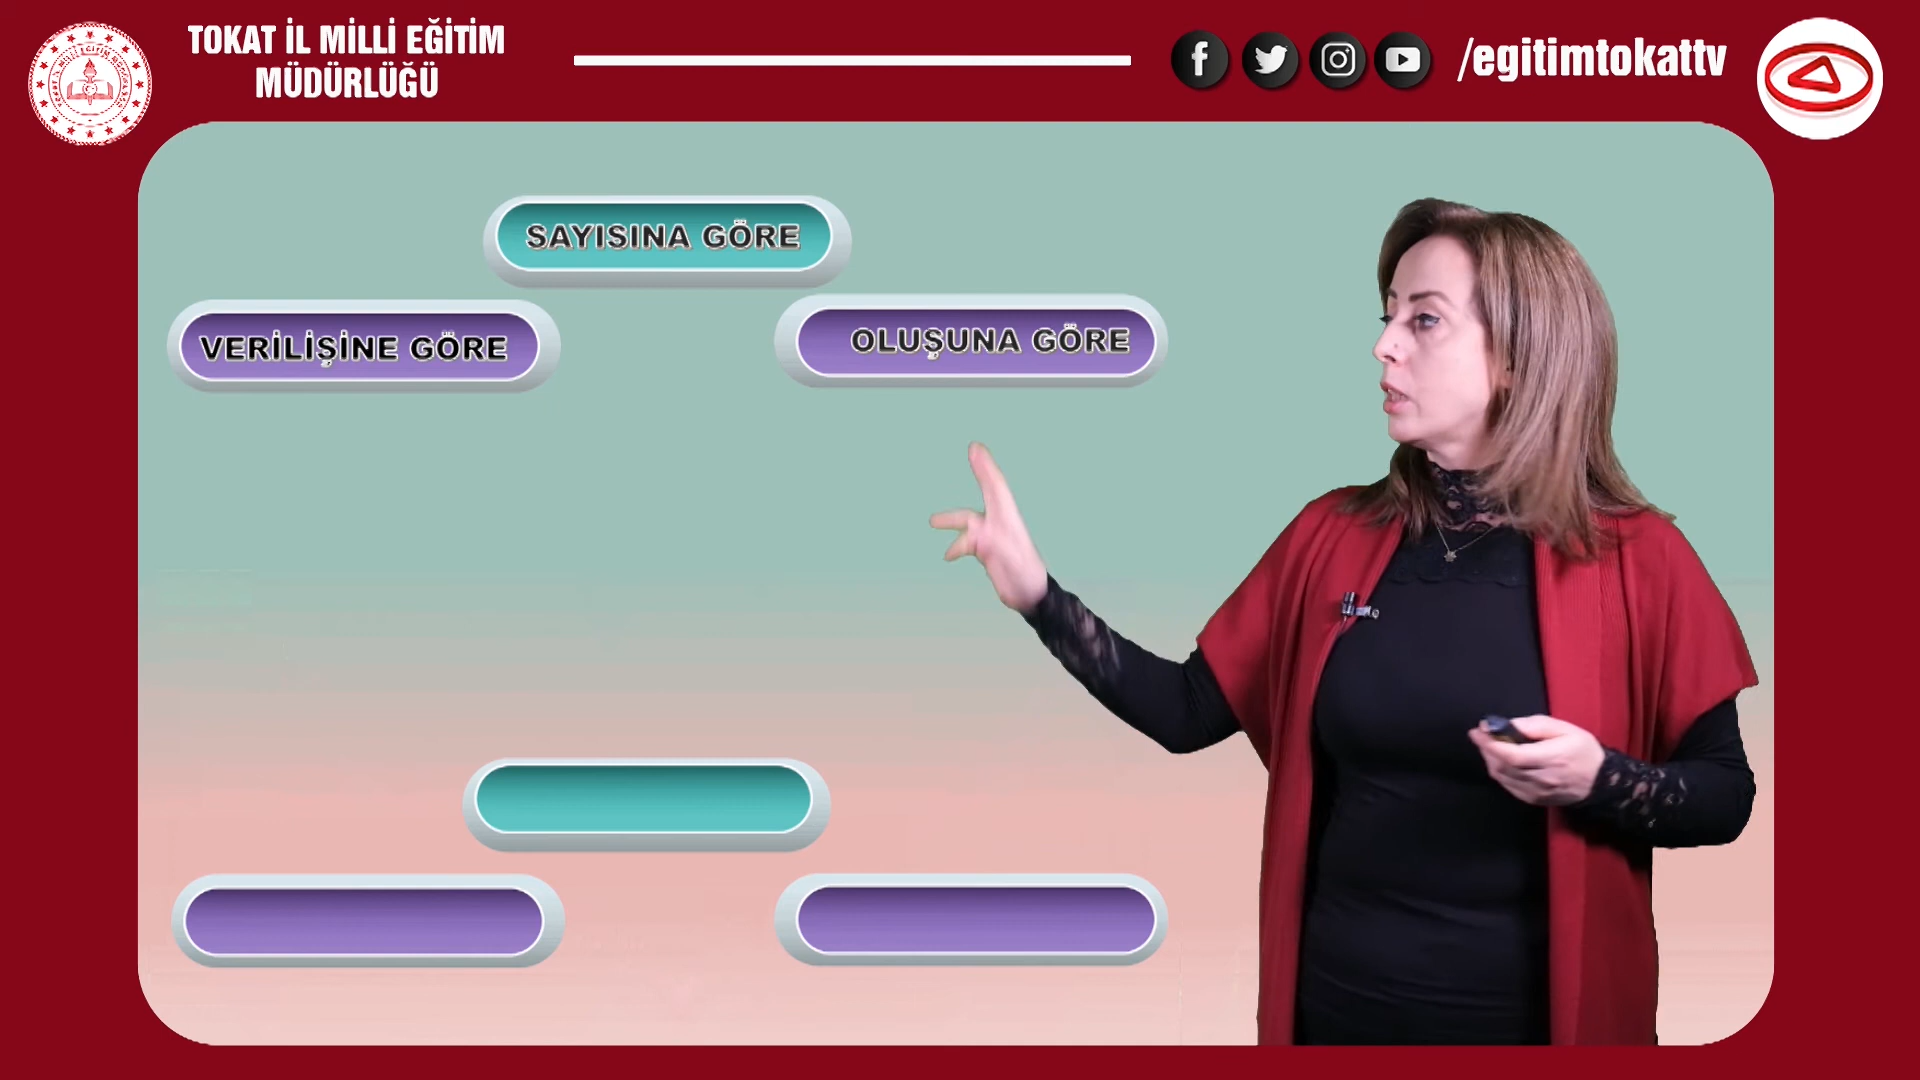 TOKAT İL MİLLİ EĞİTİM
MÜDÜRLÜĞÜ
/egitimtokattv
SAYISINA GÖRE
VERİLİŞİNE GÖRE
OLUŞUNA GÖRE